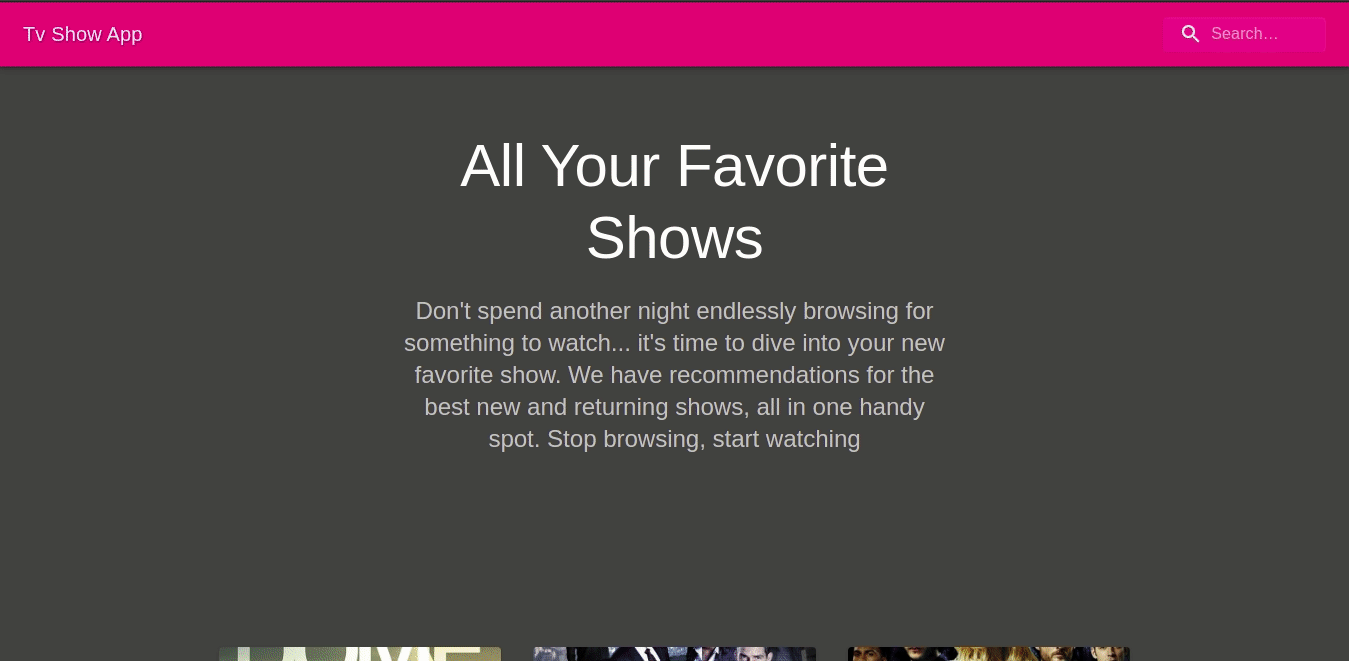 Tv Show App
Search…
All Your Favorite
Shows
Don't spend another night endlessly browsing for
something to watch... it's time to dive into your new
favorite show. We have recommendations for the
best new and returning shows, all in one handy
spot. Stop browsing, start watching